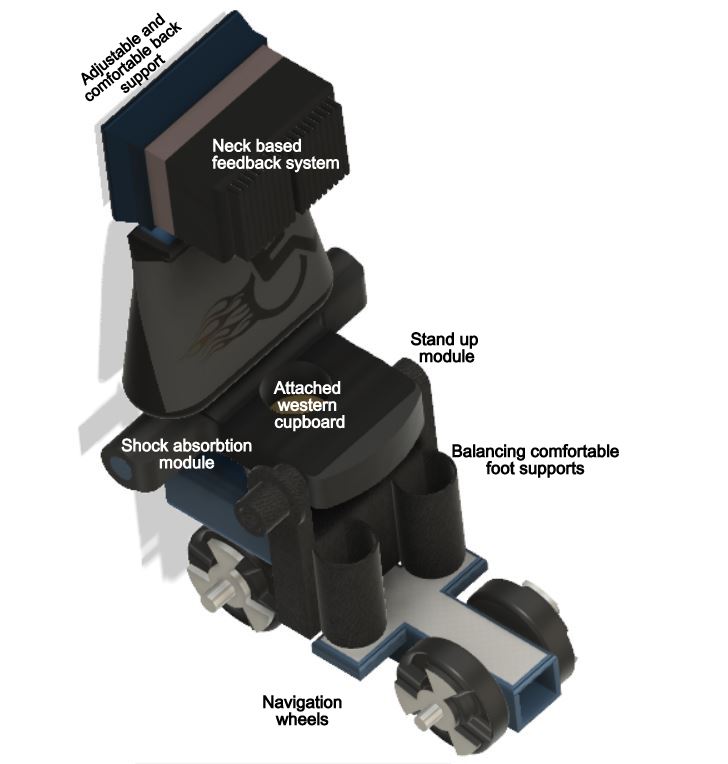 Adjustable and
comfortable back
support
Neck based
feedback system
Stand up
module
Attached
western
cupboard
Shock absorbtion
module
Balancing comfortable
foot supports
Navigation
wheels